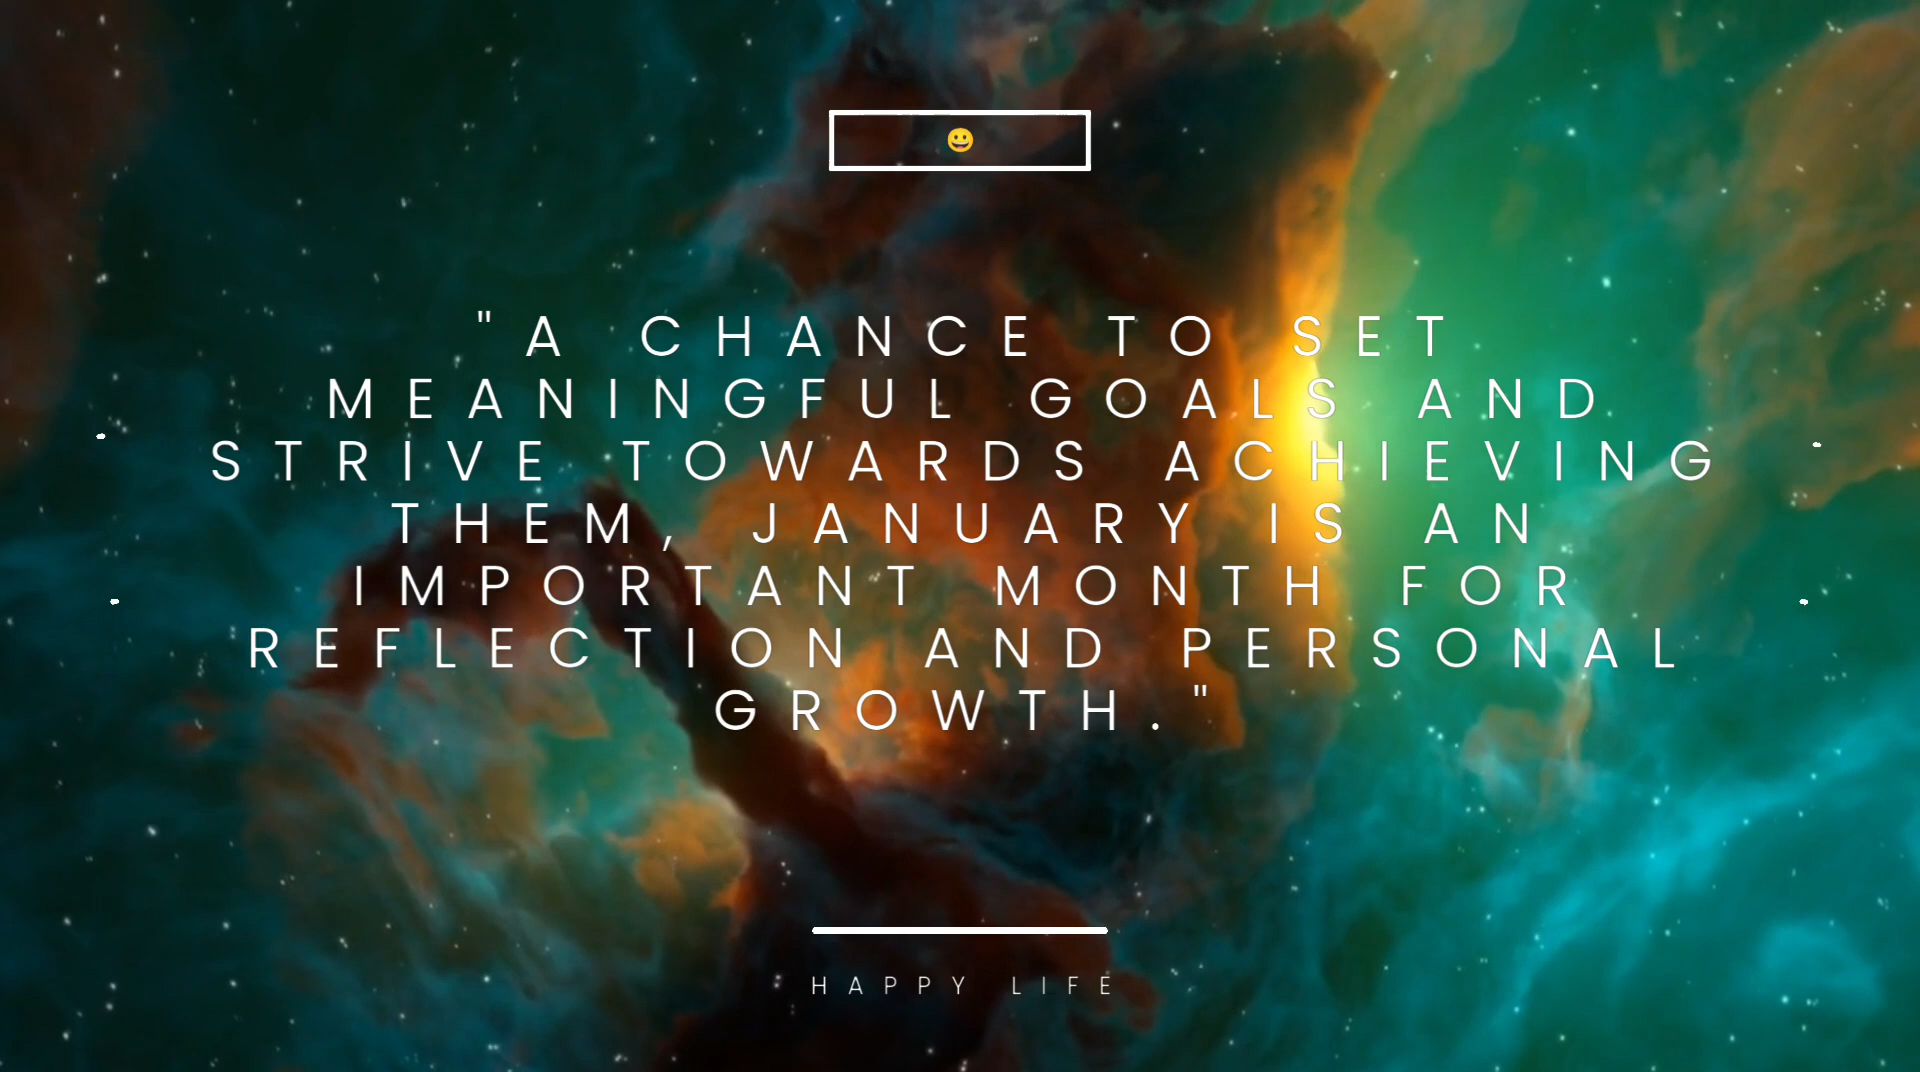 😀
"A CHANCE TO SET
MEANINGFUL GOALS AND
STRIVE TOWARDS ACHIEVING
THEM, JANUARY IS AN
IMPORTANT MONTH FOR
REFLECTION AND PERSONAL
GROWTH."
HAPPY LIFE